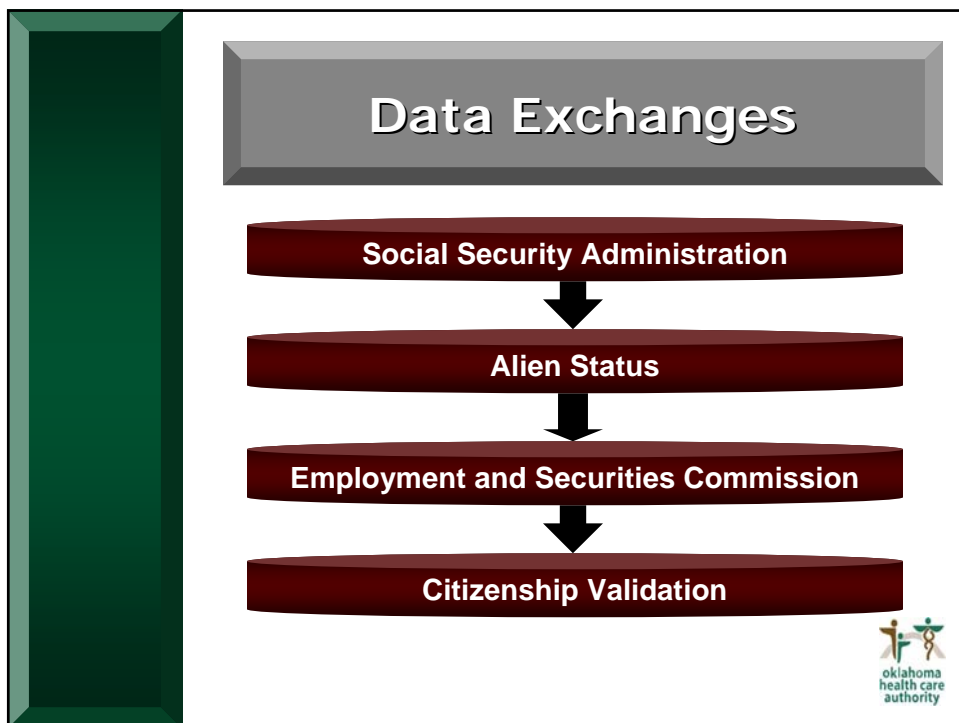 Data Exchanges
Social Security Administration
Alien Status
Employment and Securities Commission
Citizenship Validation
oklahoma
health care
authority